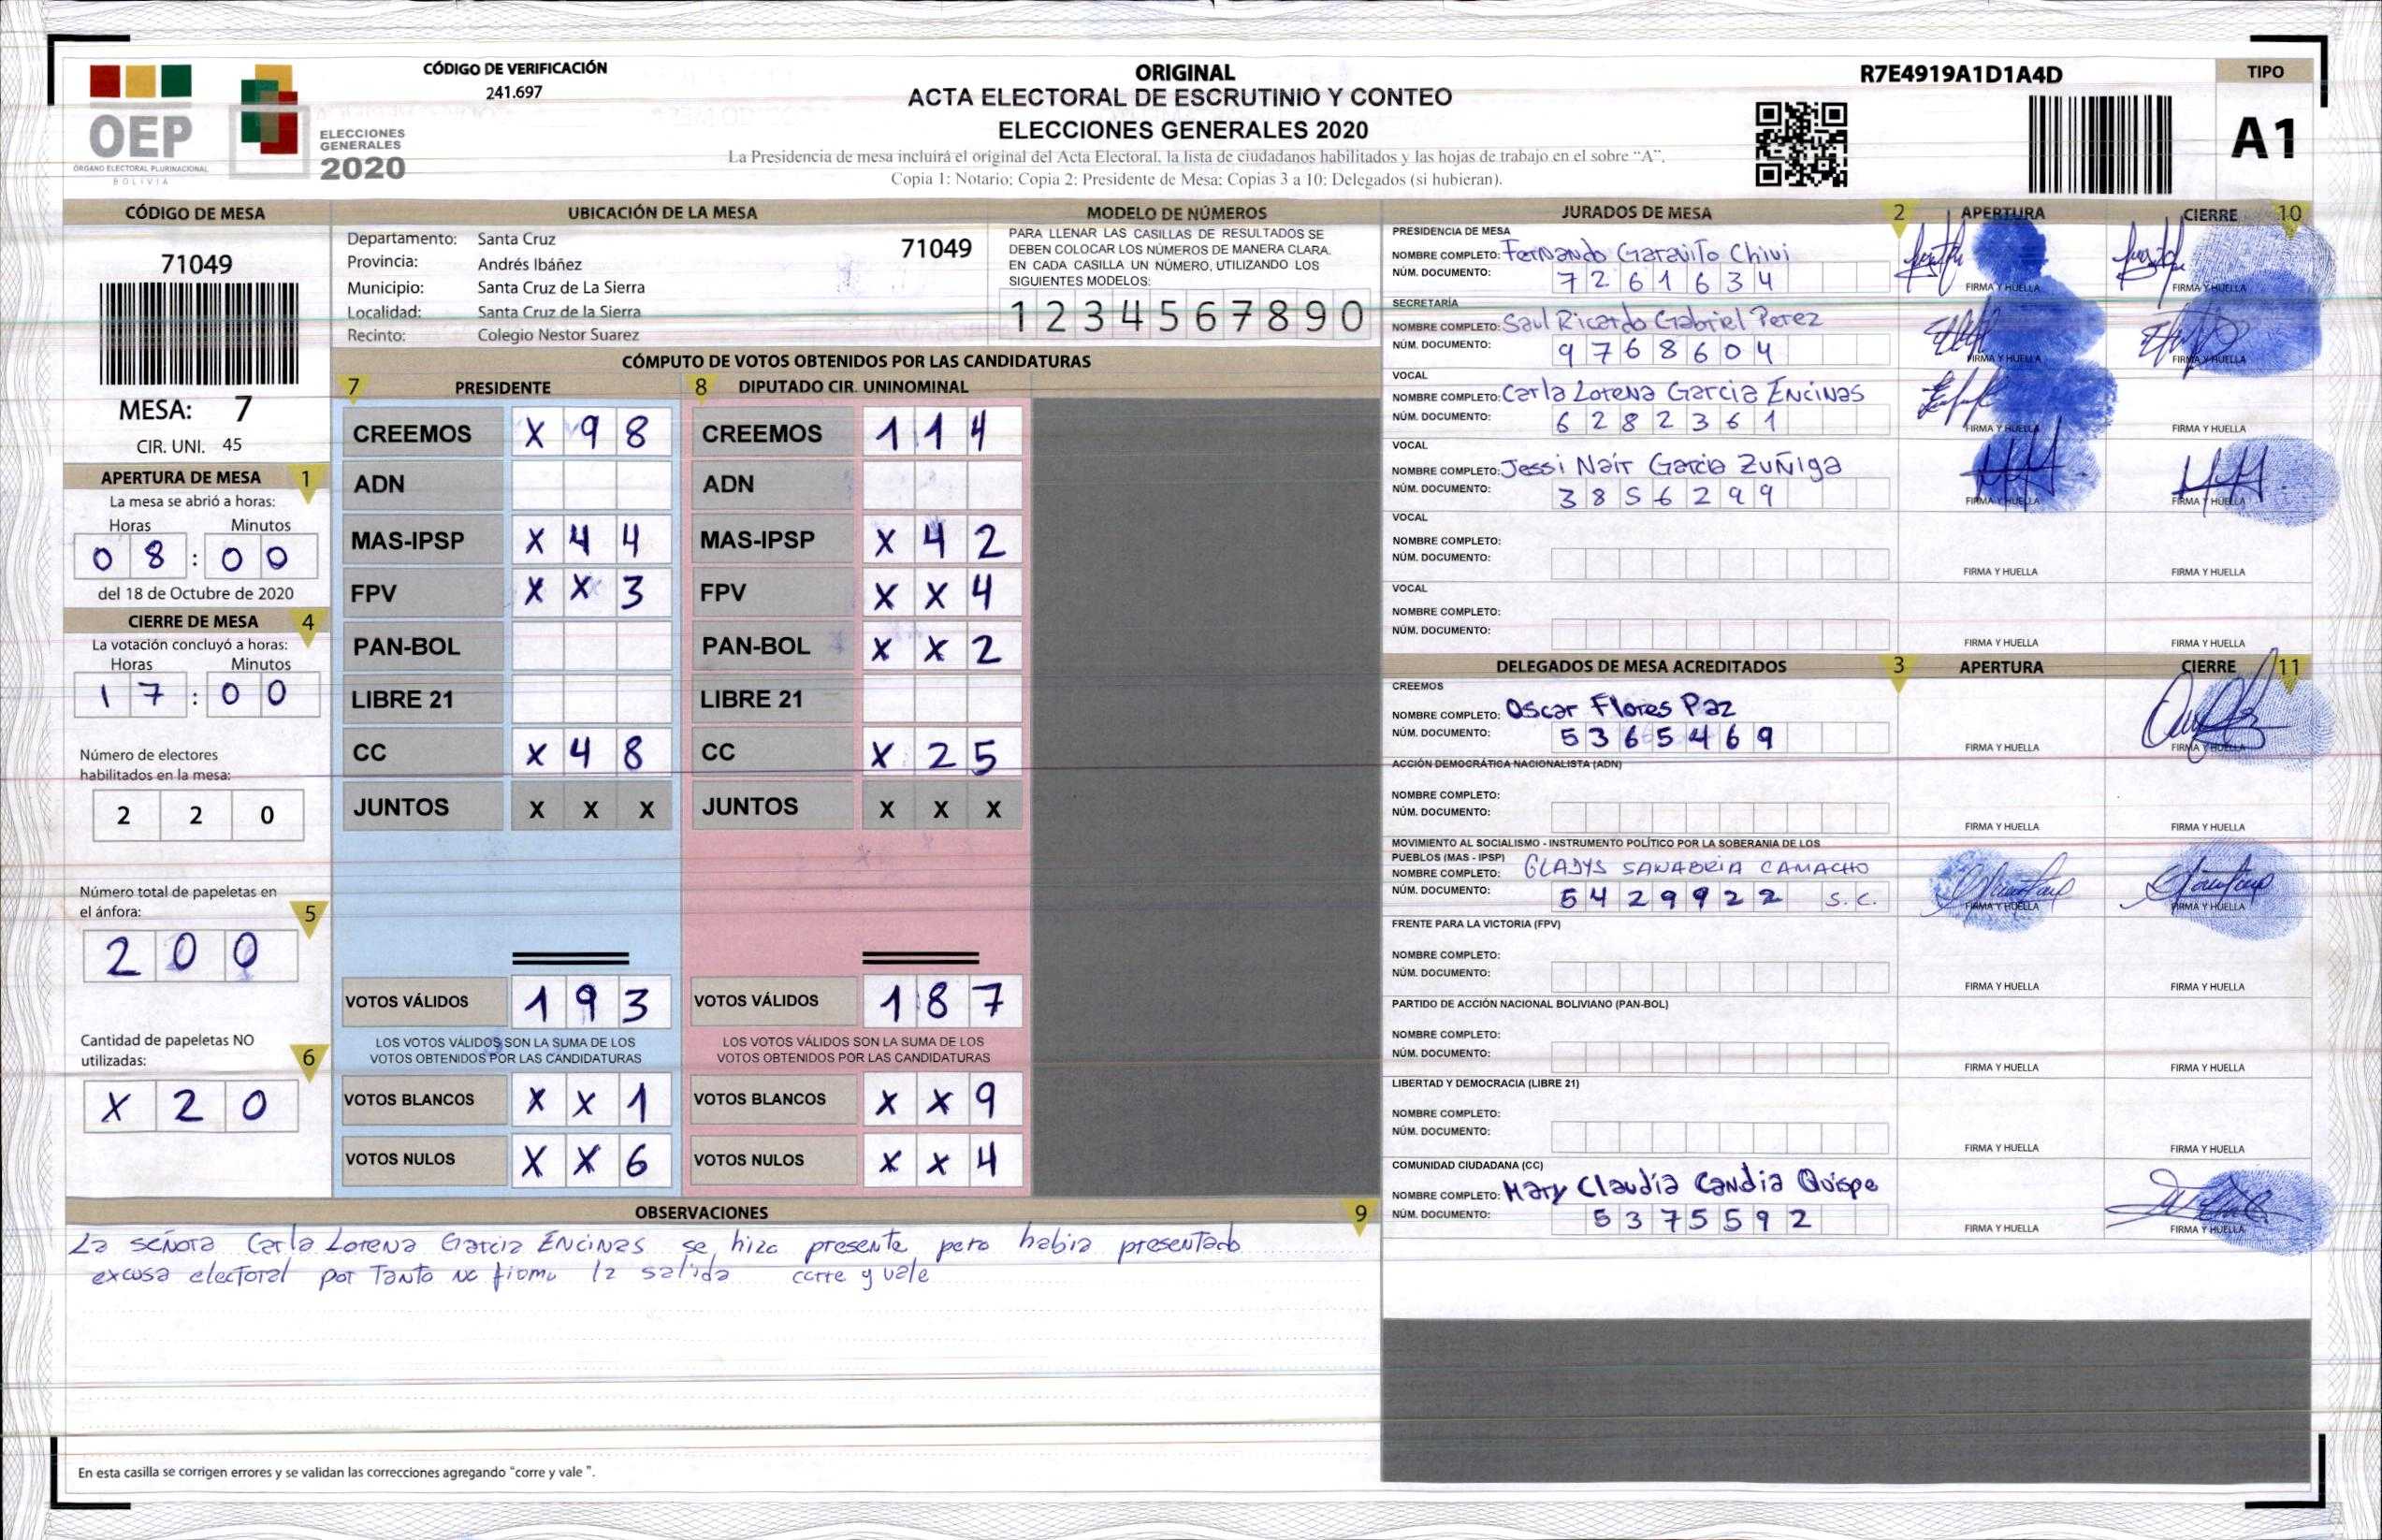 CÓDIGO DE VERIFICACIÓN
241.697
OEP
ÓRGANO ELECTORAL PLURINACIONAL
BOLIVIA
ELECCIONES
GENERALES
2020
ORIGINAL
ACTA ELECTORAL DE ESCRUTINIO Y CONTEO
ELECCIONES GENERALES 2020
La Presidencia de mesa incluirá el original del Acta Electoral, la lista de ciudadanos habilitados y las hojas de trabajo en el sobre “A”.
Copia 1: Notario; Copia 2: Presidente de Mesa; Copias 3 a 10: Delegados (si hubieran).
R7E4919A1D1A4D
TIPO
A1
CÓDIGO DE MESA
71049
MESA: 7
CIR. UNI. 45
APERTURA DE MESA 1
La mesa se abrió a horas:
Horas Minutos
0 8 : 0 0
del 18 de Octubre de 2020
CIERRE DE MESA 4
La votación concluyó a horas:
Horas Minutos
1 7 : 0 0
Número de electores
habilitados en la mesa:
2 2 0
Número total de papeletas en
el ánfora:
5
2 0 0
Cantidad de papeletas NO
utilizadas:
6
X 2 0
UBICACIÓN DE LA MESA
Departamento: Santa Cruz
71049
Provincia: Andrés Ibáñez
Municipio: Santa Cruz de La Sierra
Localidad: Santa Cruz de la Sierra
Recinto: Colegio Nestor Suarez
MODELO DE NÚMEROS
PARA LLENAR LAS CASILLAS DE RESULTADOS SE
DEBEN COLOCAR LOS NÚMEROS DE MANERA CLARA.
EN CADA CASILLA UN NÚMERO, UTILIZANDO LOS
SIGUIENTES MODELOS:
1 2 3 4 5 6 7 8 9 0
CÓMPUTO DE VOTOS OBTENIDOS POR LAS CANDIDATURAS
7 PRESIDENTE
CREEMOS X 9 8
ADN
MAS-IPSP X 4 4
FPV X X 3
PAN-BOL
LIBRE 21
CC X 4 8
JUNTOS X X X
VOTOS VÁLIDOS 1 9 3
LOS VOTOS VÁLIDOS SON LA SUMA DE LOS
VOTOS OBTENIDOS POR LAS CANDIDATURAS
VOTOS BLANCOS X X 1
VOTOS NULOS X X 6
8 DIPUTADO CIR. UNINOMINAL
CREEMOS 1 1 4
ADN
MAS-IPSP X 4 2
FPV X X 4
PAN-BOL X X 2
LIBRE 21
CC X 2 5
JUNTOS X X X
VOTOS VÁLIDOS 1 8 7
LOS VOTOS VÁLIDOS SON LA SUMA DE LOS
VOTOS OBTENIDOS POR LAS CANDIDATURAS
VOTOS BLANCOS X X 9
VOTOS NULOS X X 4
OBSERVACIONES 9
La señora Carla Lorena Garcia Encinas se hizo presente pero habia presentado
excusa electoral por Tanto no firmo la salida corre y vale
En esta casilla se corrigen errores y se validan las correcciones agregando “corre y vale ”.
JURADOS DE MESA 2 APERTURA CIERRE 10
PRESIDENCIA DE MESA
NOMBRE COMPLETO: Fernando Garavito Chivi
NÚM. DOCUMENTO: 7 2 6 1 6 3 4
FIRMA Y HUELLA FIRMA Y HUELLA
SECRETARÍA
NOMBRE COMPLETO: Saul Ricardo Gabriel Perez
NÚM. DOCUMENTO: 9 7 6 8 6 0 4
FIRMA Y HUELLA FIRMA Y HUELLA
VOCAL
NOMBRE COMPLETO: Carla Lorena Garcia Encinas
NÚM. DOCUMENTO: 6 2 8 2 3 6 1
FIRMA Y HUELLA FIRMA Y HUELLA
VOCAL
NOMBRE COMPLETO: Jessi Nair Garcia Zuñiga
NÚM. DOCUMENTO: 3 8 5 6 2 9 9
FIRMA Y HUELLA FIRMA Y HUELLA
VOCAL
NOMBRE COMPLETO:
NÚM. DOCUMENTO:
FIRMA Y HUELLA FIRMA Y HUELLA
VOCAL
NOMBRE COMPLETO:
NÚM. DOCUMENTO:
FIRMA Y HUELLA FIRMA Y HUELLA
DELEGADOS DE MESA ACREDITADOS 3 APERTURA CIERRE 11
CREEMOS
NOMBRE COMPLETO: Oscar Flores Paz
NÚM. DOCUMENTO: 5 3 6 5 4 6 9
FIRMA Y HUELLA FIRMA Y HUELLA
ACCIÓN DEMOCRÁTICA NACIONALISTA (ADN)
NOMBRE COMPLETO:
NÚM. DOCUMENTO:
FIRMA Y HUELLA FIRMA Y HUELLA
MOVIMIENTO AL SOCIALISMO - INSTRUMENTO POLÍTICO POR LA SOBERANIA DE LOS
PUEBLOS (MAS - IPSP)
NOMBRE COMPLETO: GLADYS SANABRIA CAMACHO
NÚM. DOCUMENTO: 5 4 2 9 9 2 2 S.C.
FIRMA Y HUELLA FIRMA Y HUELLA
FRENTE PARA LA VICTORIA (FPV)
NOMBRE COMPLETO:
NÚM. DOCUMENTO:
FIRMA Y HUELLA FIRMA Y HUELLA
PARTIDO DE ACCIÓN NACIONAL BOLIVIANO (PAN-BOL)
NOMBRE COMPLETO:
NÚM. DOCUMENTO:
FIRMA Y HUELLA FIRMA Y HUELLA
LIBERTAD Y DEMOCRACIA (LIBRE 21)
NOMBRE COMPLETO:
NÚM. DOCUMENTO:
FIRMA Y HUELLA FIRMA Y HUELLA
COMUNIDAD CIUDADANA (CC)
NOMBRE COMPLETO: Mary Claudia Candia Quispe
NÚM. DOCUMENTO: 5 3 7 5 5 9 2
FIRMA Y HUELLA FIRMA Y HUELLA